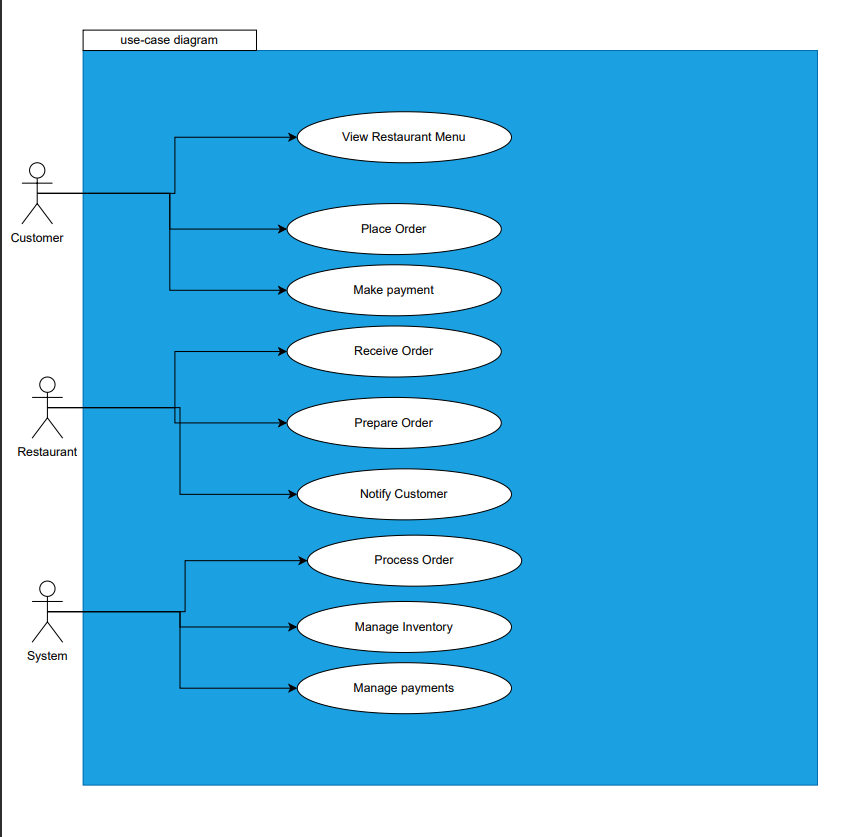 use-case diagram
View Restaurant Menu
Customer
Place Order
Make payment
Receive Order
Restaurant
Prepare Order
Notify Customer
Process Order
System
Manage Inventory
Manage payments